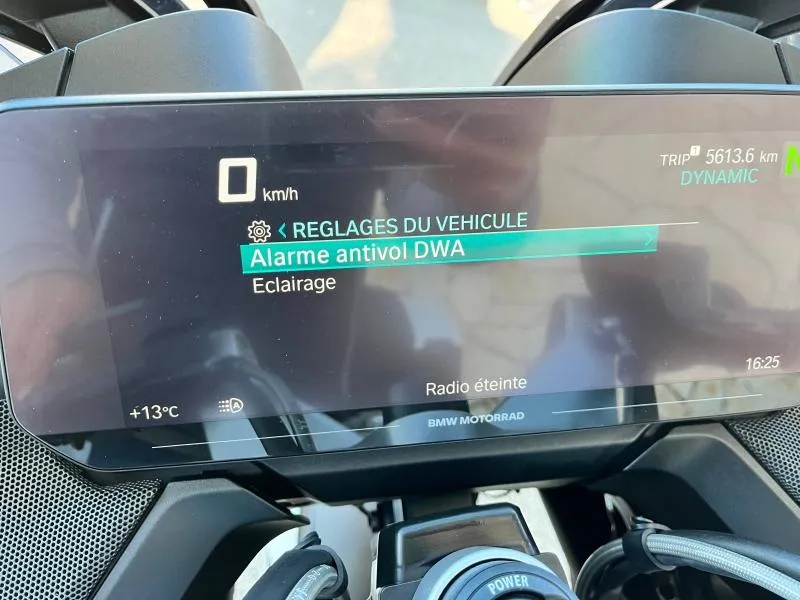 0 km/h
TRIP 1 5613.6 km
DYNAMIC
N
< REGLAGES DU VEHICULE
Alarme antivol DWA
Eclairage
Radio éteinte
16:25
+13°C
A
BMW MOTORRAD
POWER